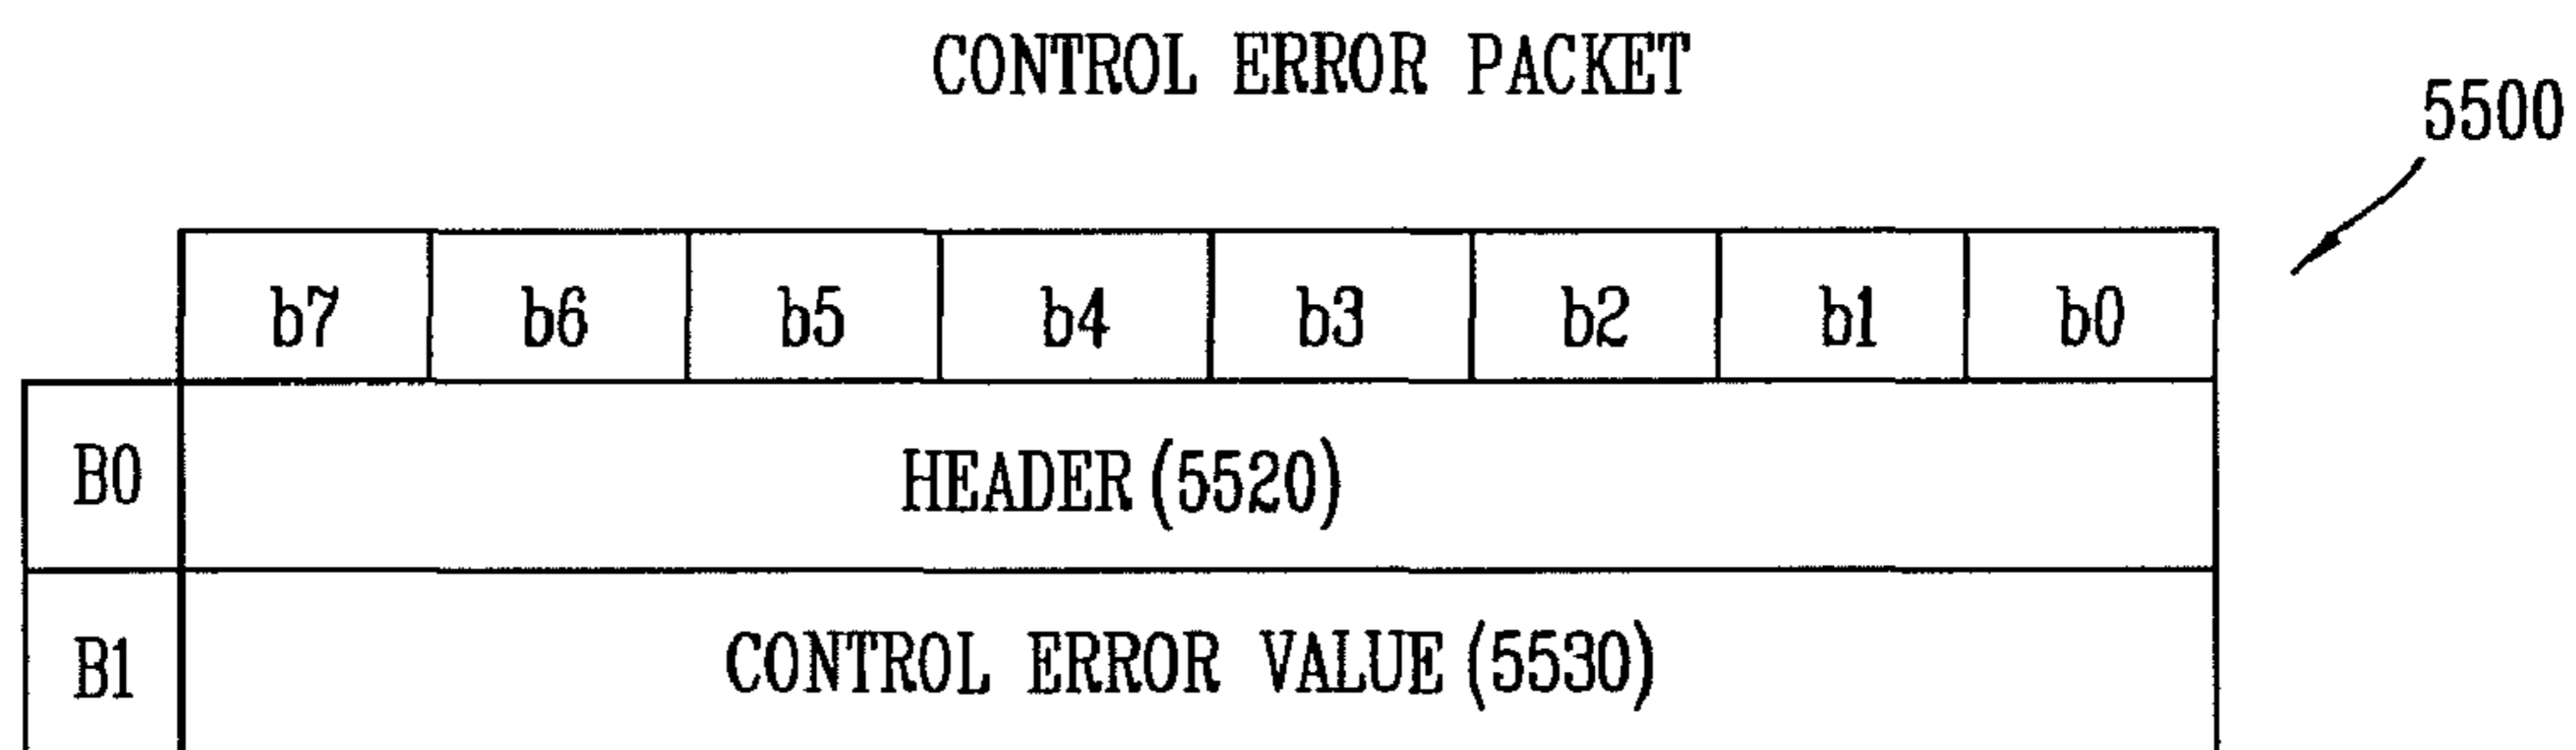 CONTROL ERROR PACKET
5500
b7 b6 b5 b4 b3 b2 b1 b0
B0 HEADER (5520)
B1 CONTROL ERROR VALUE (5530)